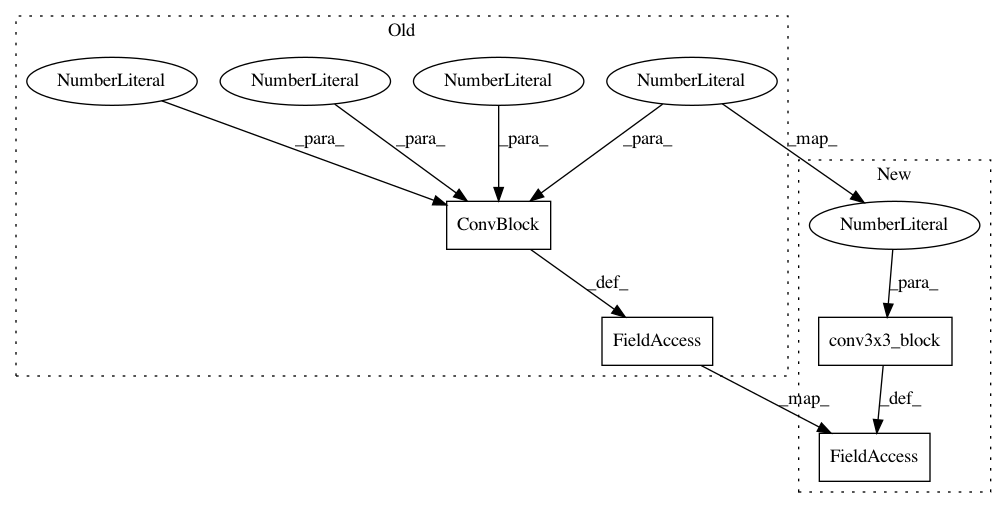 Old
NumberLiteral
NumberLiteral
NumberLiteral
NumberLiteral
_para_
_para_
_para_
_para_
_map_
New
ConvBlock
NumberLiteral
_def_
_para_
FieldAccess
conv3x3_block
_map_
_def_
FieldAccess